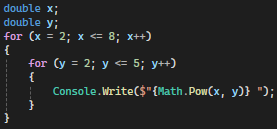 double x;
double y;
for (x = 2; x <= 8; x++)
{
for (y = 2; y <= 5; y++)
{
Console.Write($"{Math.Pow(x, y)} ");
}
}